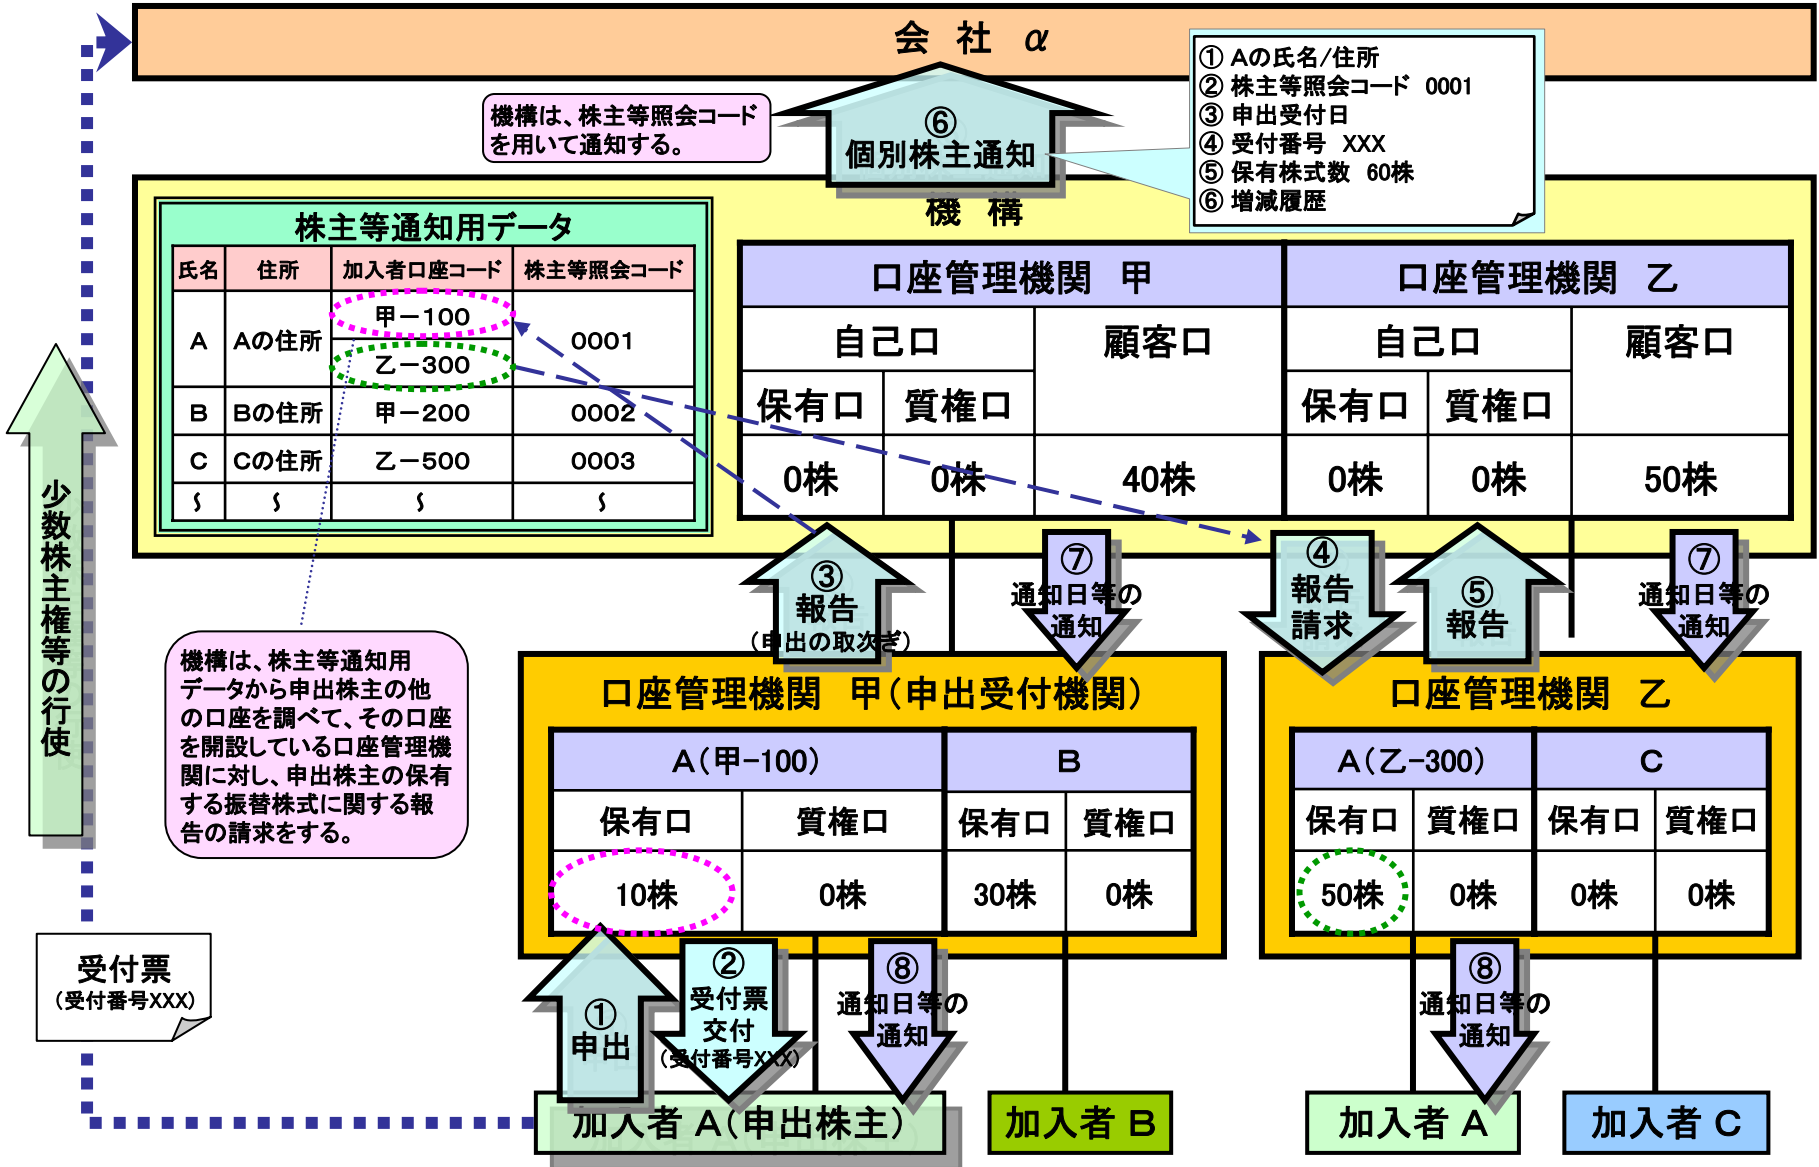 会 社 α
① Aの氏名/住所
② 株主等照会コード 0001
③ 申出受付日
④ 受付番号 XXX
⑤ 保有株式数 60株
⑥ 増減履歴
機構は、株主等照会コード
を用いて通知する。
⑥
個別株主通知
機 構
株主等通知用データ
氏名 住所 加入者口座コード 株主等照会コード
A Aの住所 甲－100 0001
乙－300
B Bの住所 甲－200 0002
C Cの住所 乙－500 0003
～ ～ ～ ～
口座管理機関 甲 口座管理機関 乙
自己口 顧客口 自己口 顧客口
保有口 質権口 保有口 質権口
0株 0株 40株 0株 0株 50株
少数株主権等の行使
③
報告
（申出の取次ぎ）
⑦
通知日等の
通知
④
報告
請求
⑤
報告
⑦
通知日等の
通知
機構は、株主等通知用
データから申出株主の他
の口座を調べて、その口座
を開設している口座管理機
関に対し、申出株主の保有
する振替株式に関する報
告の請求をする。
口座管理機関 甲（申出受付機関）
A（甲-100） B
保有口 質権口 保有口 質権口
10株 0株 30株 0株
口座管理機関 乙
A（乙-300） C
保有口 質権口 保有口 質権口
50株 0株 0株 0株
受付票
（受付番号XXX）
①
申出
②
受付票
交付
（受付番号XXX）
⑧
通知日等の
通知
⑧
通知日等の
通知
加入者 A（申出株主） 加入者 B 加入者 A 加入者 C